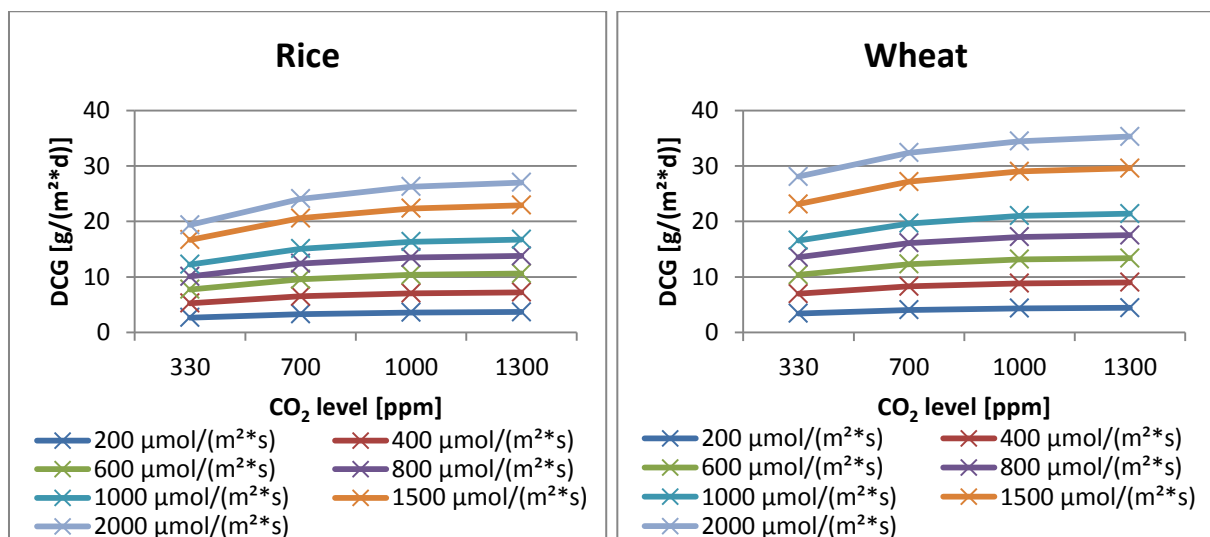 Rice
DCG [g/(m²*d)]
40
30
20
10
0
330 700 1000 1300
CO₂ level [ppm]
200 µmol/(m²*s) 400 µmol/(m²*s)
600 µmol/(m²*s) 800 µmol/(m²*s)
1000 µmol/(m²*s) 1500 µmol/(m²*s)
2000 µmol/(m²*s)
Wheat
DCG [g/(m²*d)]
40
30
20
10
0
330 700 1000 1300
CO₂ level [ppm]
200 µmol/(m²*s) 400 µmol/(m²*s)
600 µmol/(m²*s) 800 µmol/(m²*s)
1000 µmol/(m²*s) 1500 µmol/(m²*s)
2000 µmol/(m²*s)